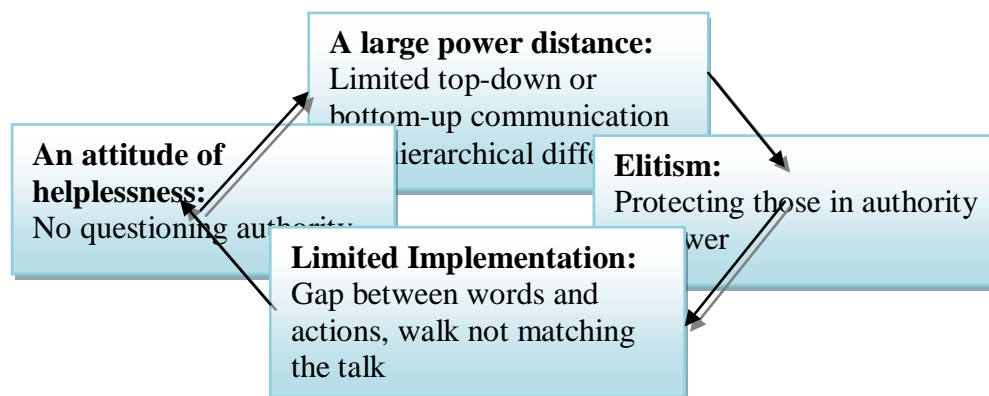 A large power distance:
Limited top-down or
bottom-up communication
hierarchical
An attitude of
helplessness:
No questioning authority
Elitism:
Protecting those in authority
Limited Implementation:
Gap between words and
actions, walk not matching
the talk